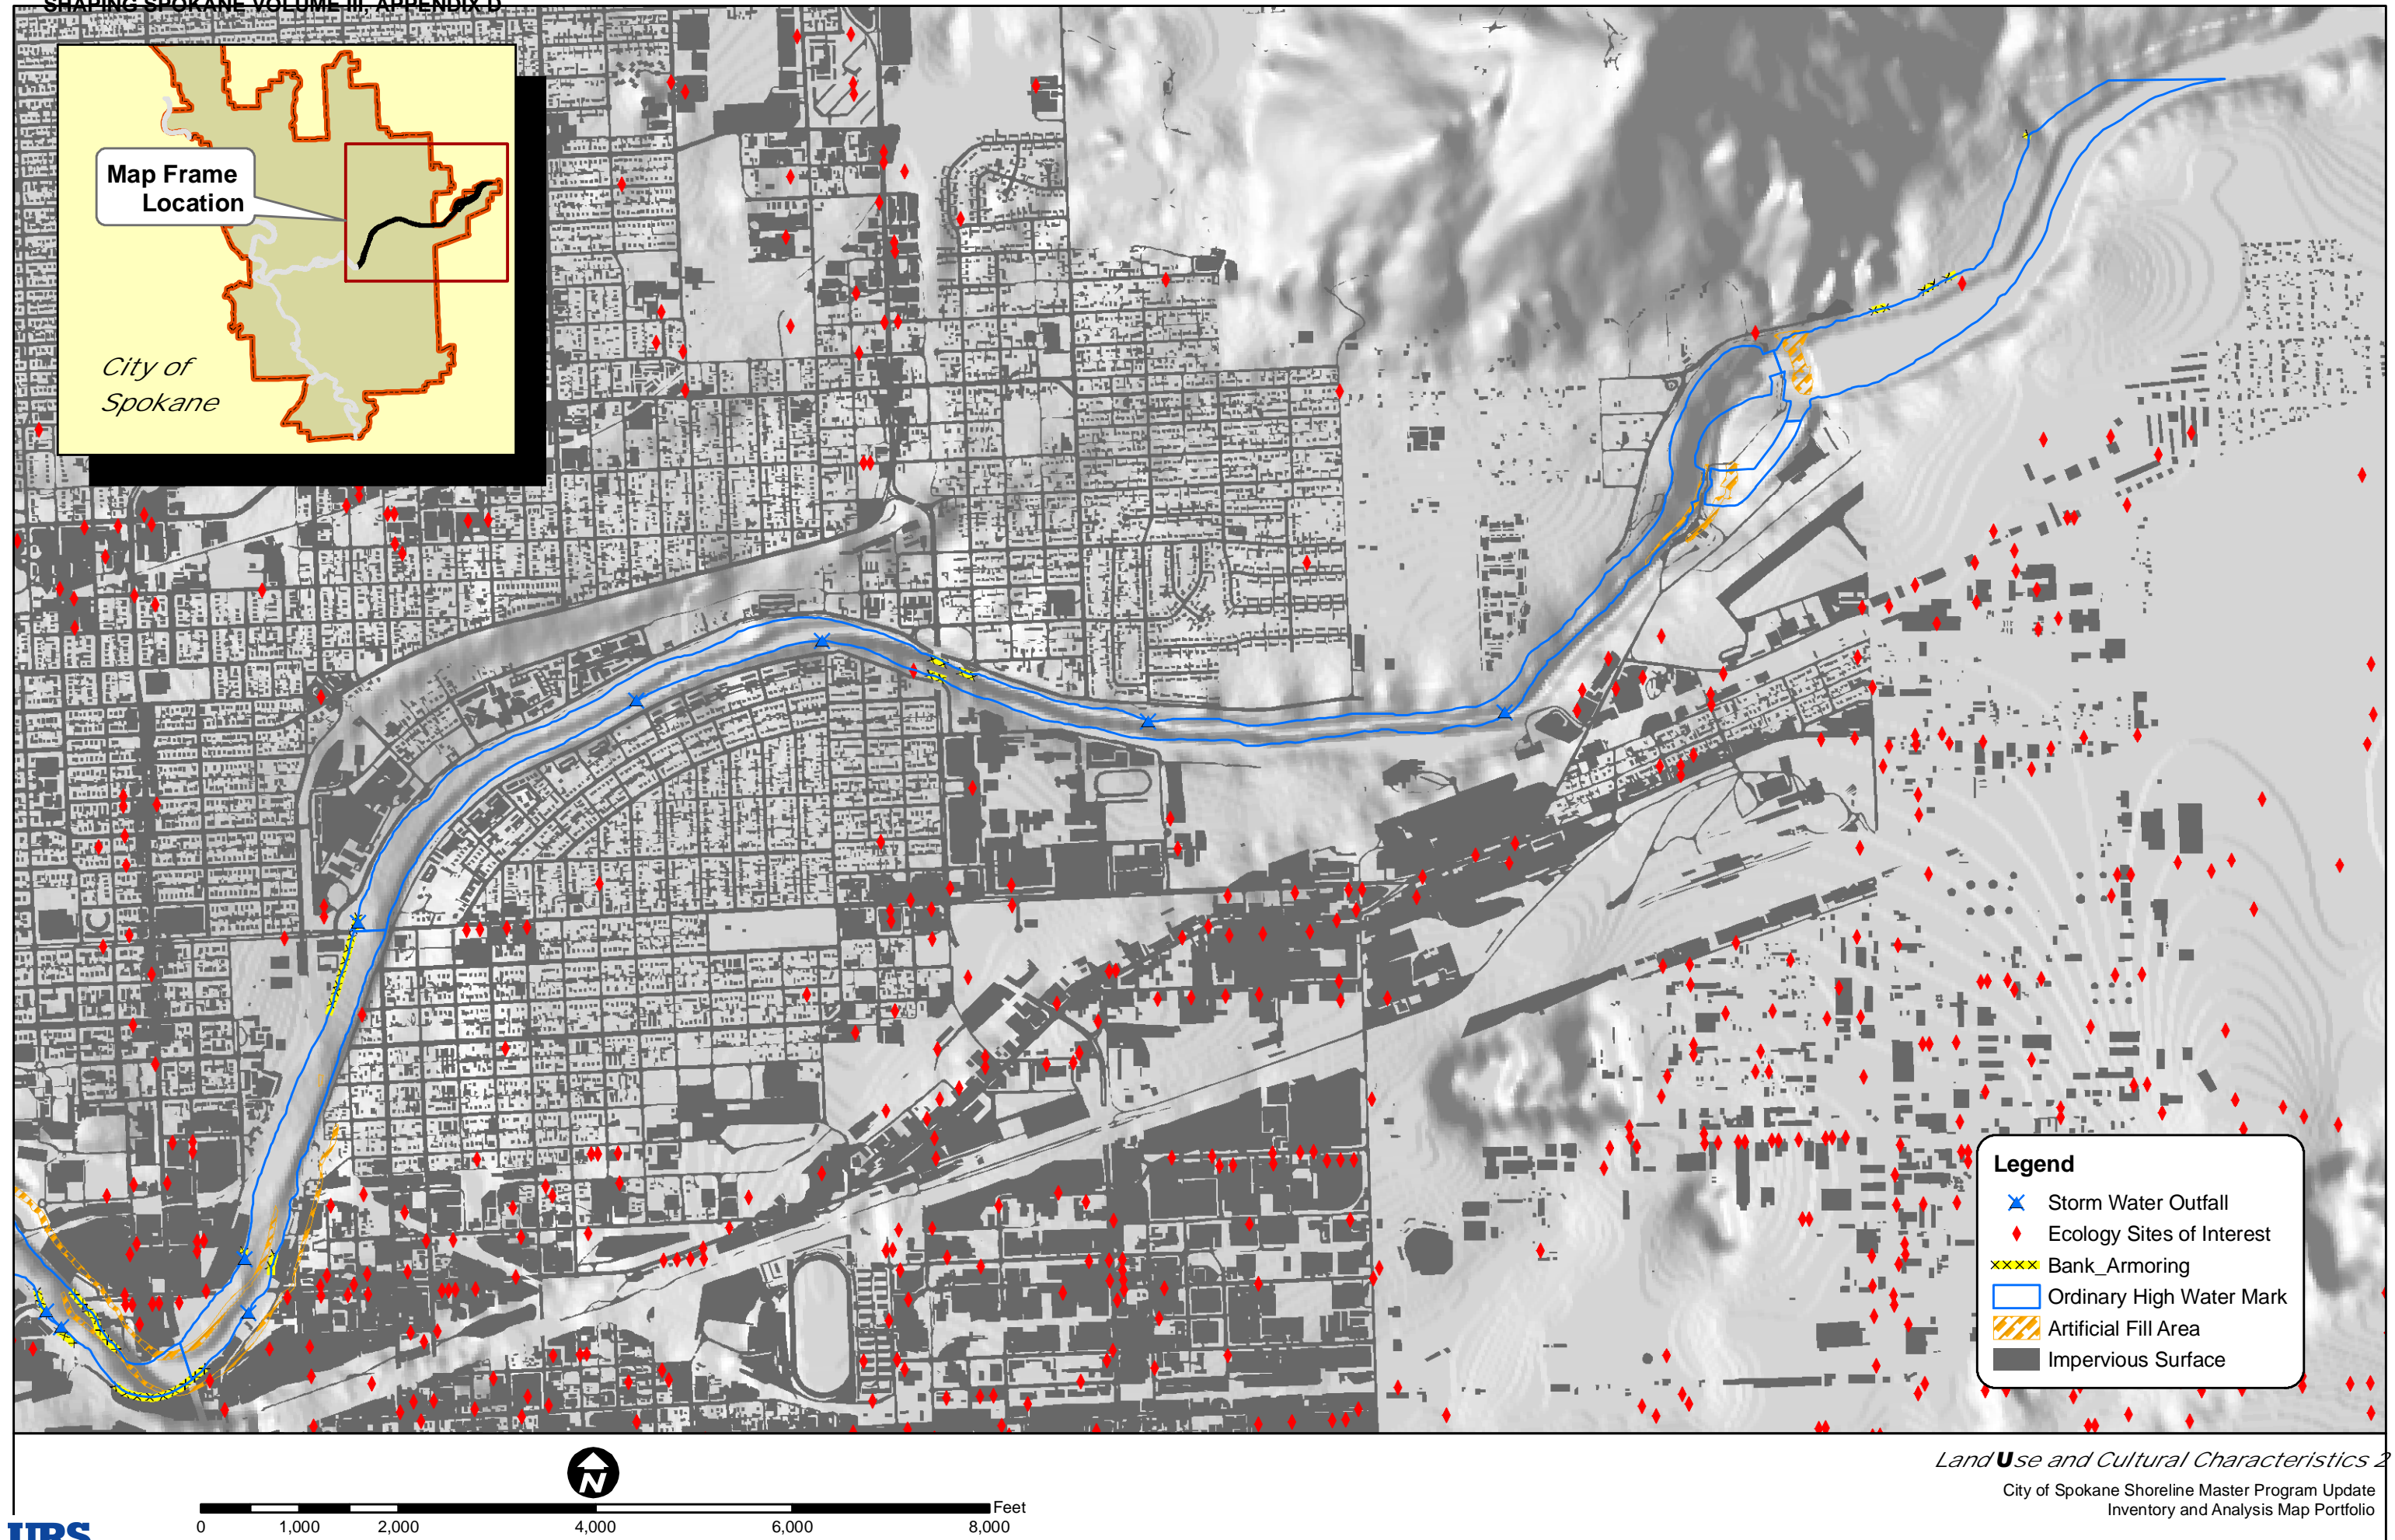 SHAPING SPOKANE VOLUME III, APPENDIX D
Map Frame
Location
City of
Spokane
Legend
Storm Water Outfall
Ecology Sites of Interest
Bank_Armoring
Ordinary High Water Mark
Artificial Fill Area
Impervious Surface
N
Feet
0 1,000 2,000 4,000 6,000 8,000
URS
Land Use and Cultural Characteristics 2
City of Spokane Shoreline Master Program Update
Inventory and Analysis Map Portfolio